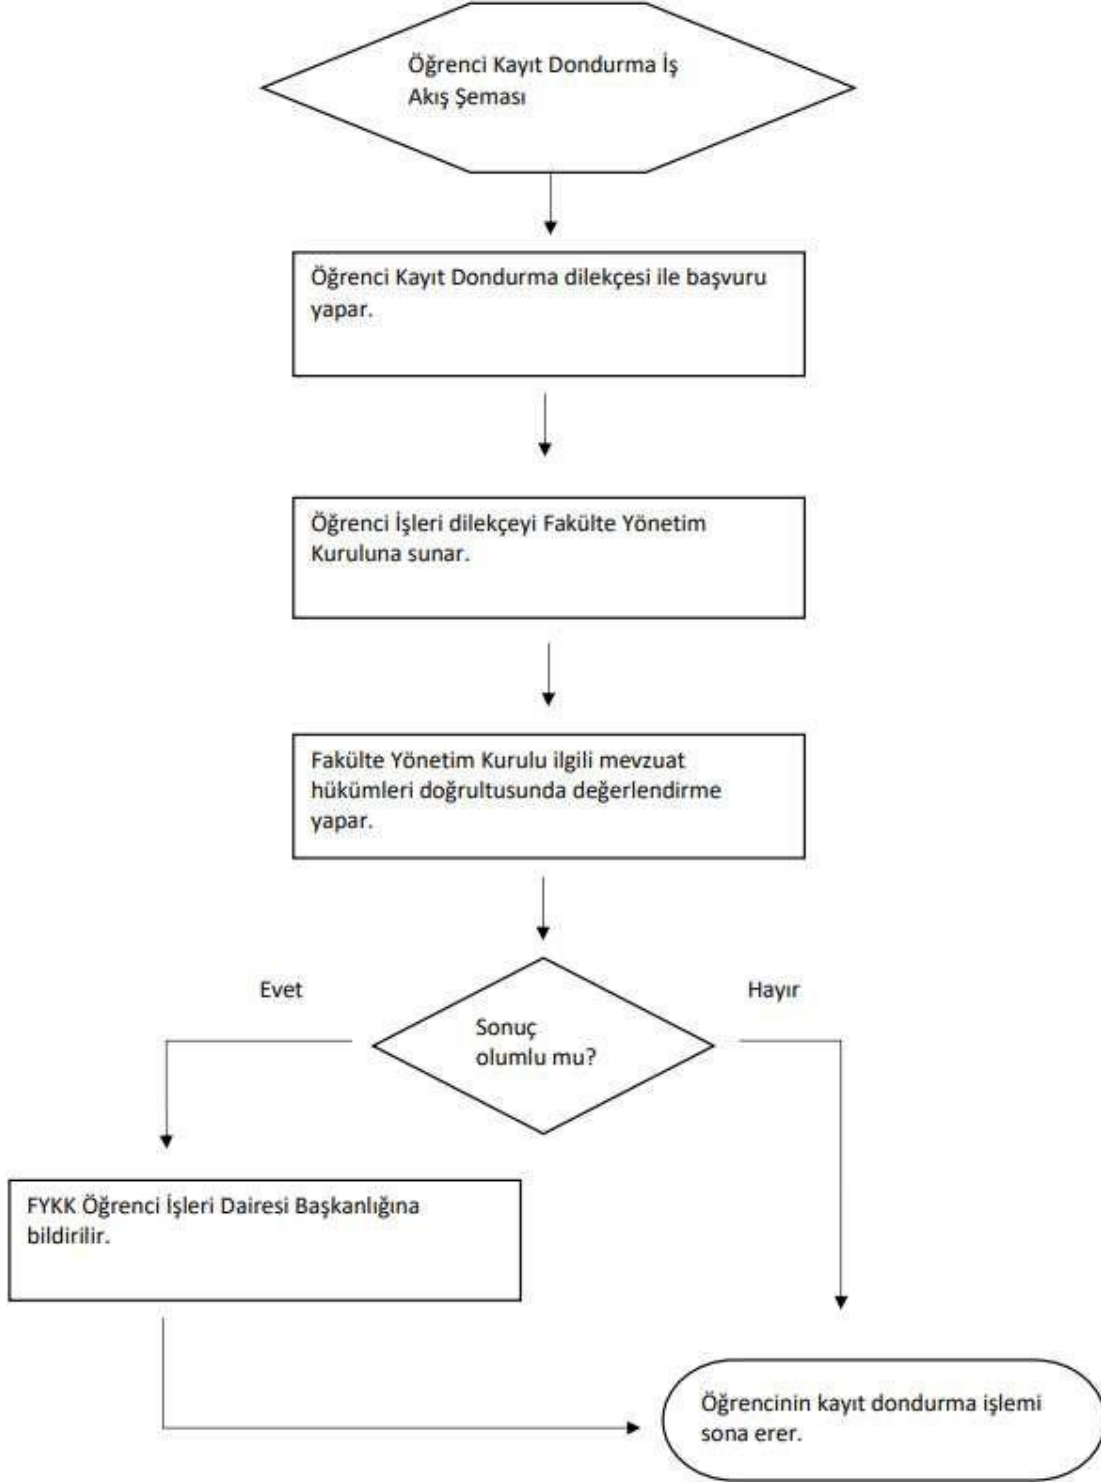 Öğrenci Kayıt Dondurma İş
Akış Şeması
Öğrenci Kayıt Dondurma dilekçesi ile başvuru
yapar.
Öğrenci İşleri dilekçeyi Fakülte Yönetim
Kuruluna sunar.
Fakülte Yönetim Kurulu ilgili mevzuat
hükümleri doğrultusunda değerlendirme
yapar.
Evet
Hayır
Sonuç
olumlu mu?
FYKK Öğrenci İşleri Dairesi Başkanlığına
bildirilir.
Öğrencinin kayıt dondurma işlemi
sona erer.